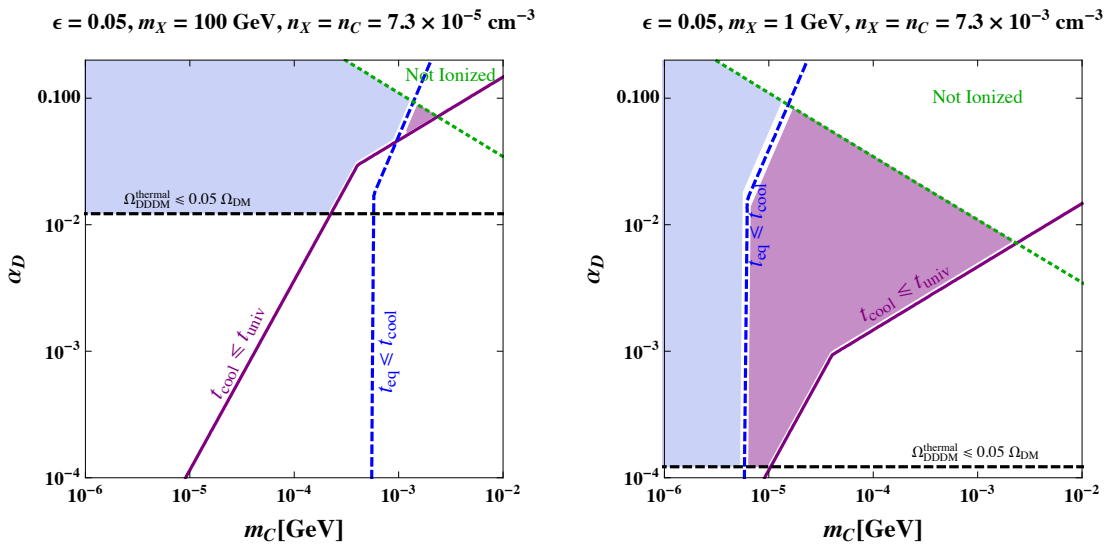 ϵ = 0.05, m_X = 100 GeV, n_X = n_C = 7.3 × 10⁻⁵ cm⁻³
Not Ionized
0.100
Ω_DDDM^thermal ⩽ 0.05 Ω_DM
10⁻²
α_D
t_cool ⩽ t_univ
t_eq ⩽ t_cool
10⁻³
10⁻⁴
10⁻⁶ 10⁻⁵ 10⁻⁴ 10⁻³ 10⁻²
m_C[GeV]
ϵ = 0.05, m_X = 1 GeV, n_X = n_C = 7.3 × 10⁻³ cm⁻³
0.100
Not Ionized
10⁻²
α_D
t_eq ⩽ t_cool
t_cool ⩽ t_univ
10⁻³
Ω_DDDM^thermal ⩽ 0.05 Ω_DM
10⁻⁴
10⁻⁶ 10⁻⁵ 10⁻⁴ 10⁻³ 10⁻²
m_C[GeV]